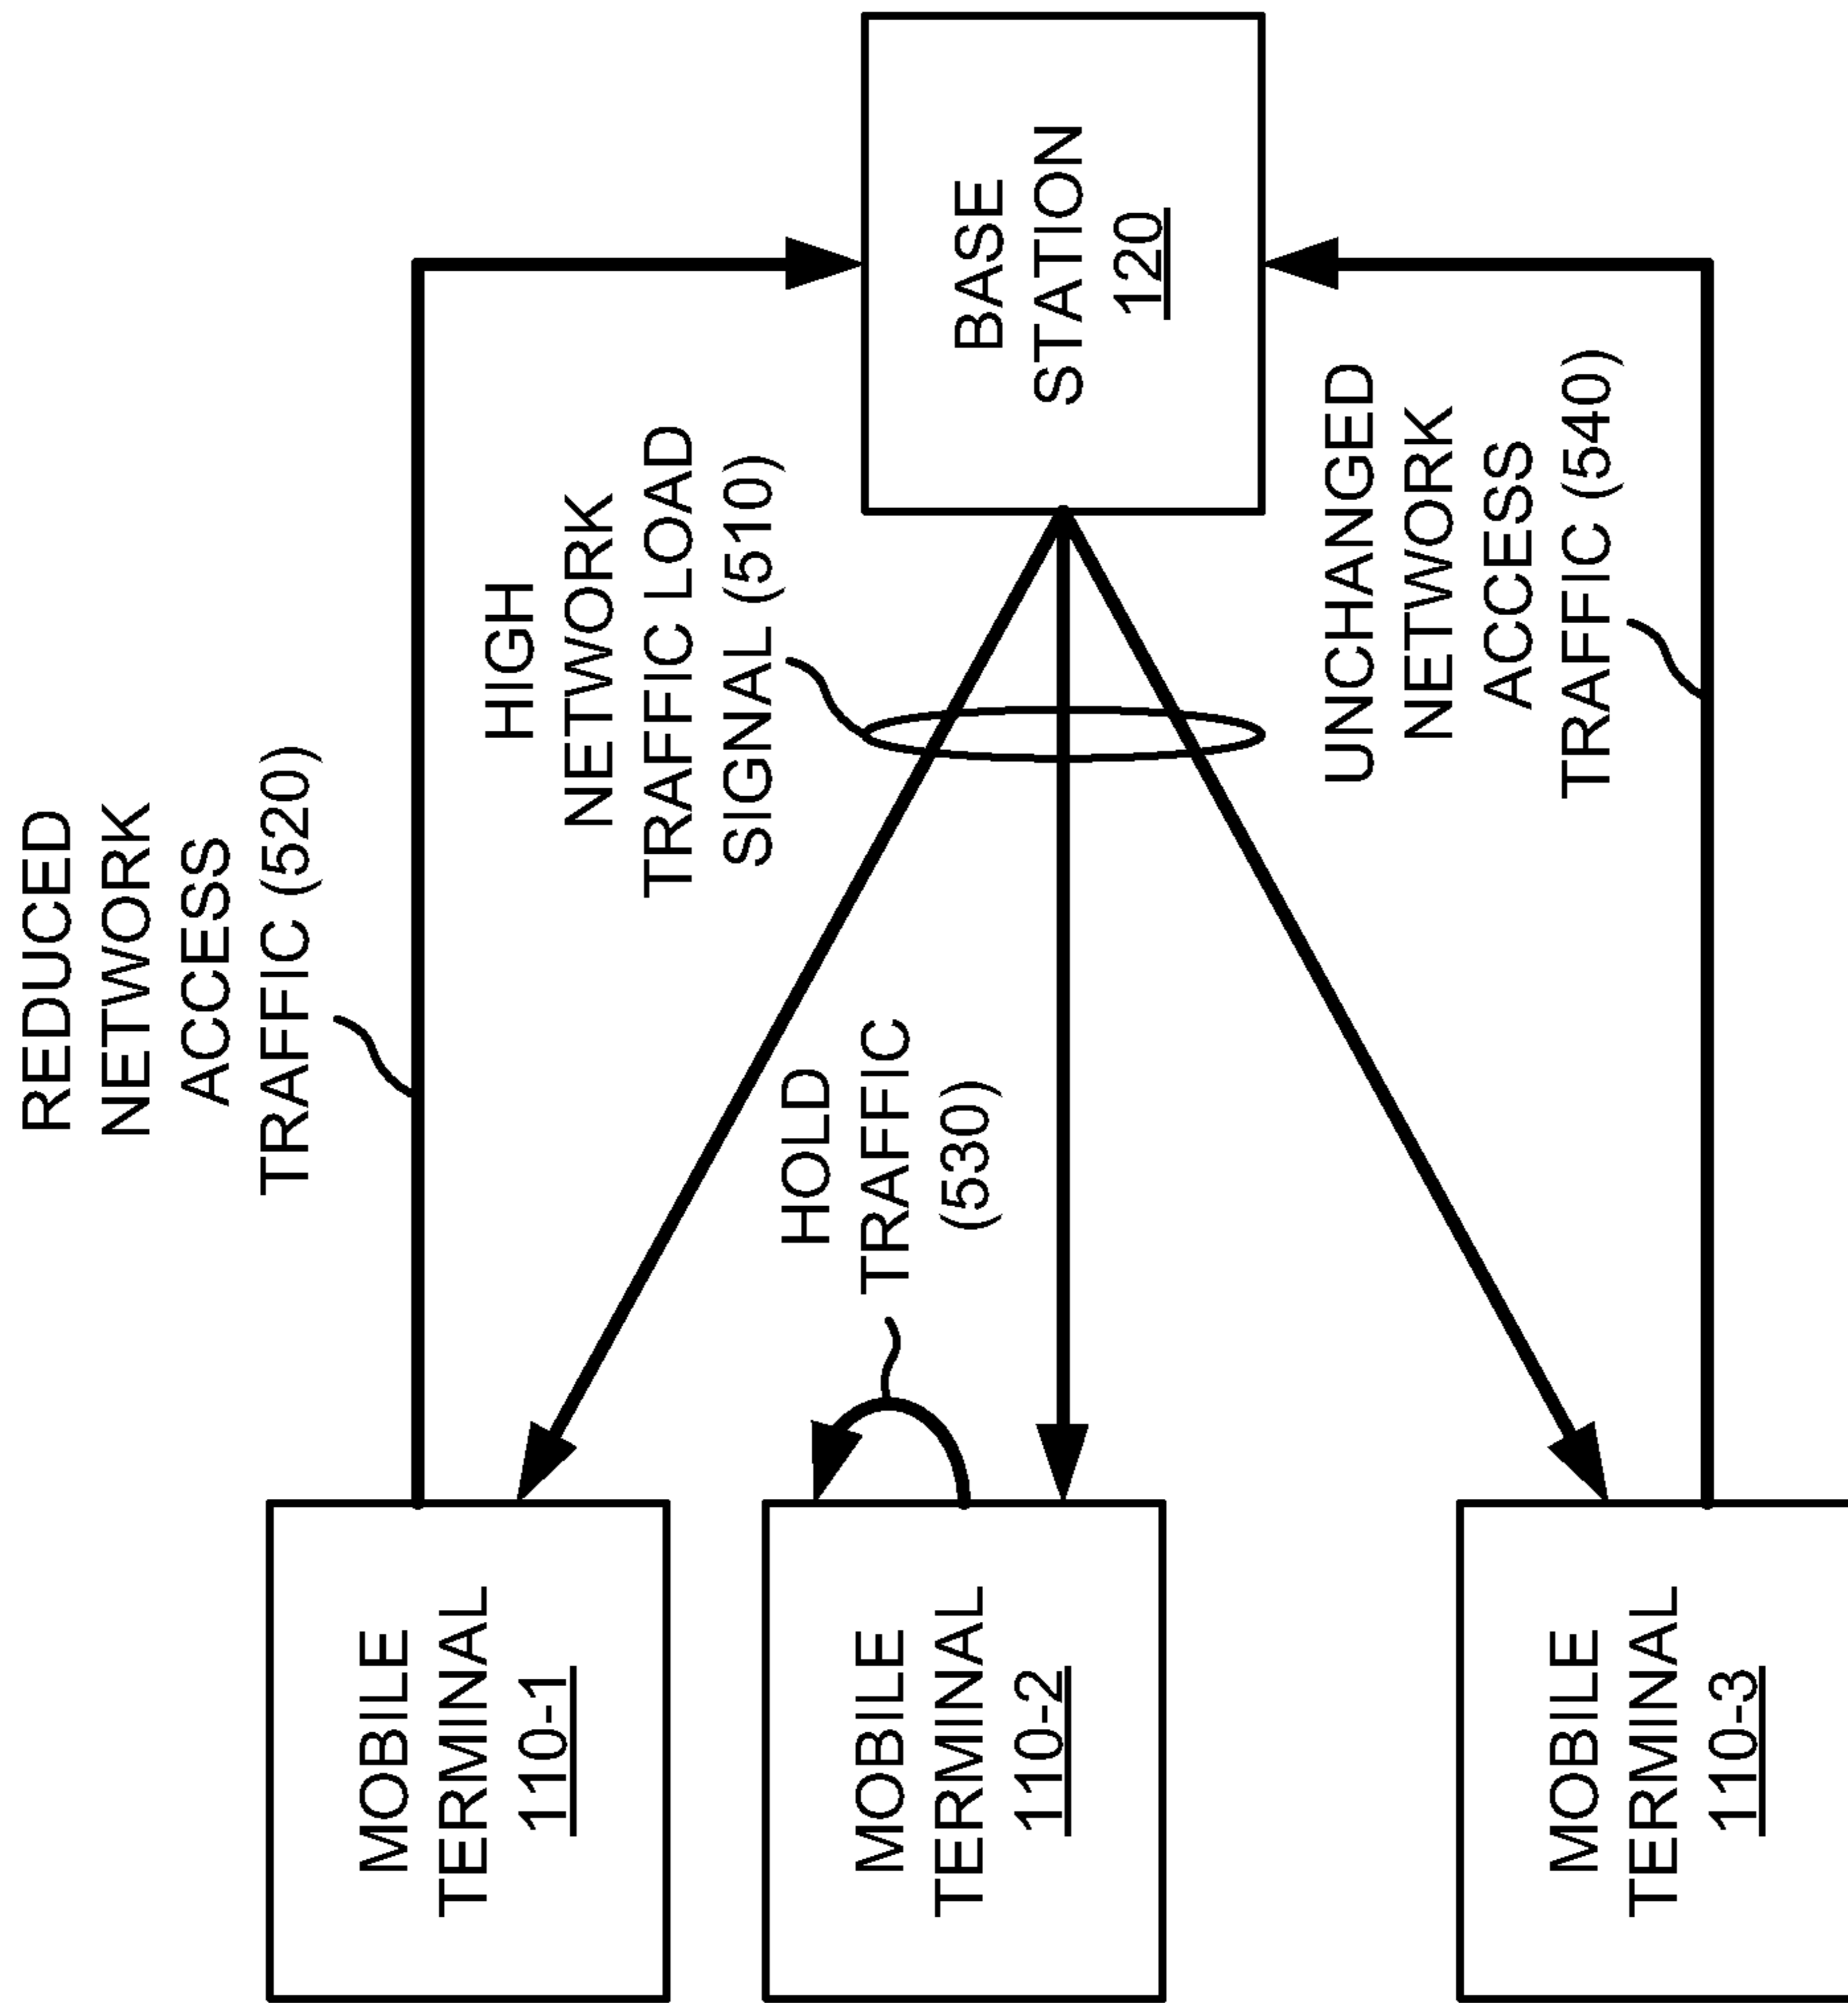 REDUCED
NETWORK
ACCESS
TRAFFIC (520)
HIGH
NETWORK
TRAFFIC LOAD
SIGNAL (510)
MOBILE
TERMINAL
110-1
HOLD
TRAFFIC
(530)
BASE
STATION
120
MOBILE
TERMINAL
110-2
UNCHANGED
NETWORK
ACCESS
TRAFFIC (540)
MOBILE
TERMINAL
110-3